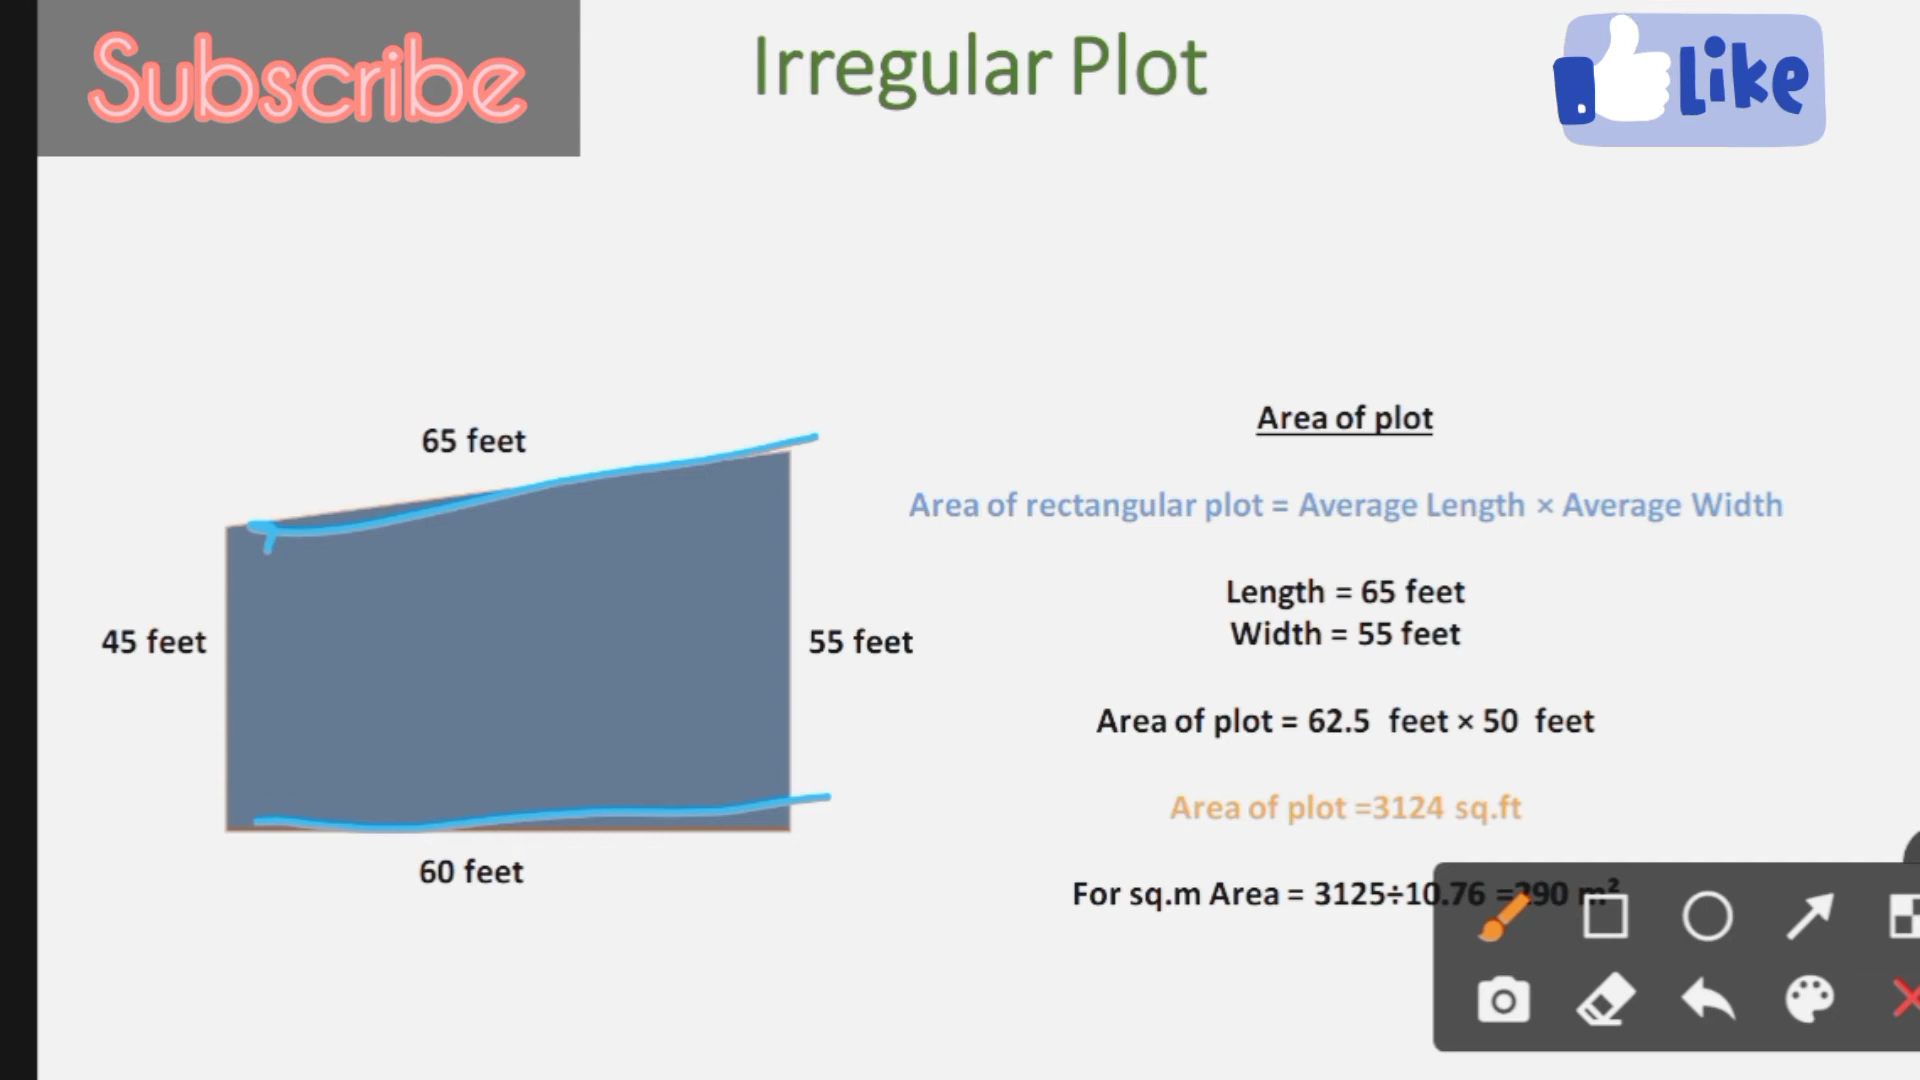 Subscribe
Irregular Plot
Like
65 feet
45 feet
55 feet
60 feet
Area of plot
Area of rectangular plot = Average Length × Average Width
Length = 65 feet
Width = 55 feet
Area of plot = 62.5 feet × 50 feet
Area of plot =3124 sq.ft
For sq.m Area = 3125÷10.76 =290 m²